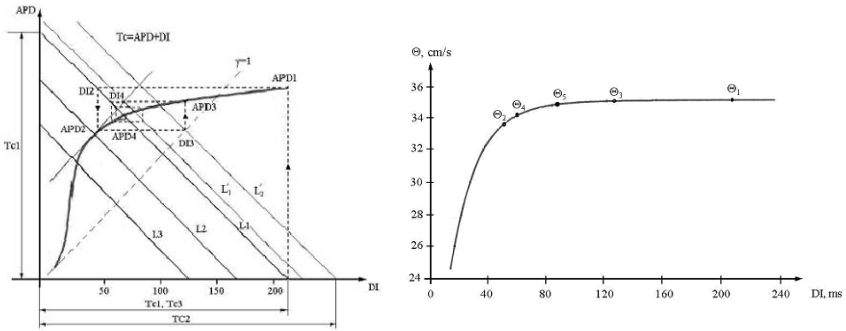 APD
Tc=APD+DI
γ=1
APD1
DI2
DI4
APD3
APD2
APD4
DI3
Tc1
L'1
L'2
L1
L2
L3
50
100
150
200
DI
Tc1, Tc3
TC2
Θ, cm/s
36
34
32
30
28
26
24
Θ2
Θ4
Θ5
Θ3
Θ1
0
40
80
120
160
200
240
DI, ms